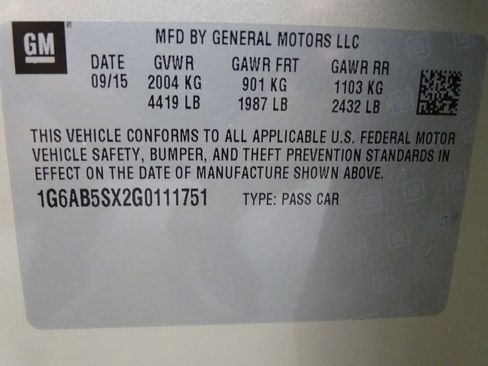 GM
MFD BY GENERAL MOTORS LLC
DATE GVWR GAWR FRT GAWR RR
09/15 2004 KG 901 KG 1103 KG
4419 LB 1987 LB 2432 LB
THIS VEHICLE CONFORMS TO ALL APPLICABLE U.S. FEDERAL MOTOR
VEHICLE SAFETY, BUMPER, AND THEFT PREVENTION STANDARDS IN
EFFECT ON THE DATE OF MANUFACTURE SHOWN ABOVE.
1G6AB5SX2G0111751 TYPE: PASS CAR